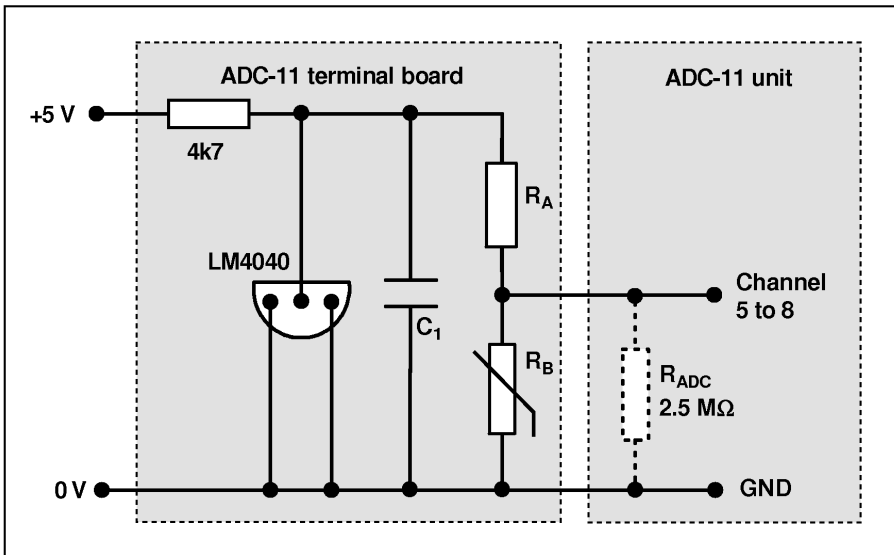 ADC-11 terminal board
ADC-11 unit
+5 V
4k7
R_A
LM4040
Channel
5 to 8
C_1
R_B
R_ADC
2.5 MΩ
0 V
GND